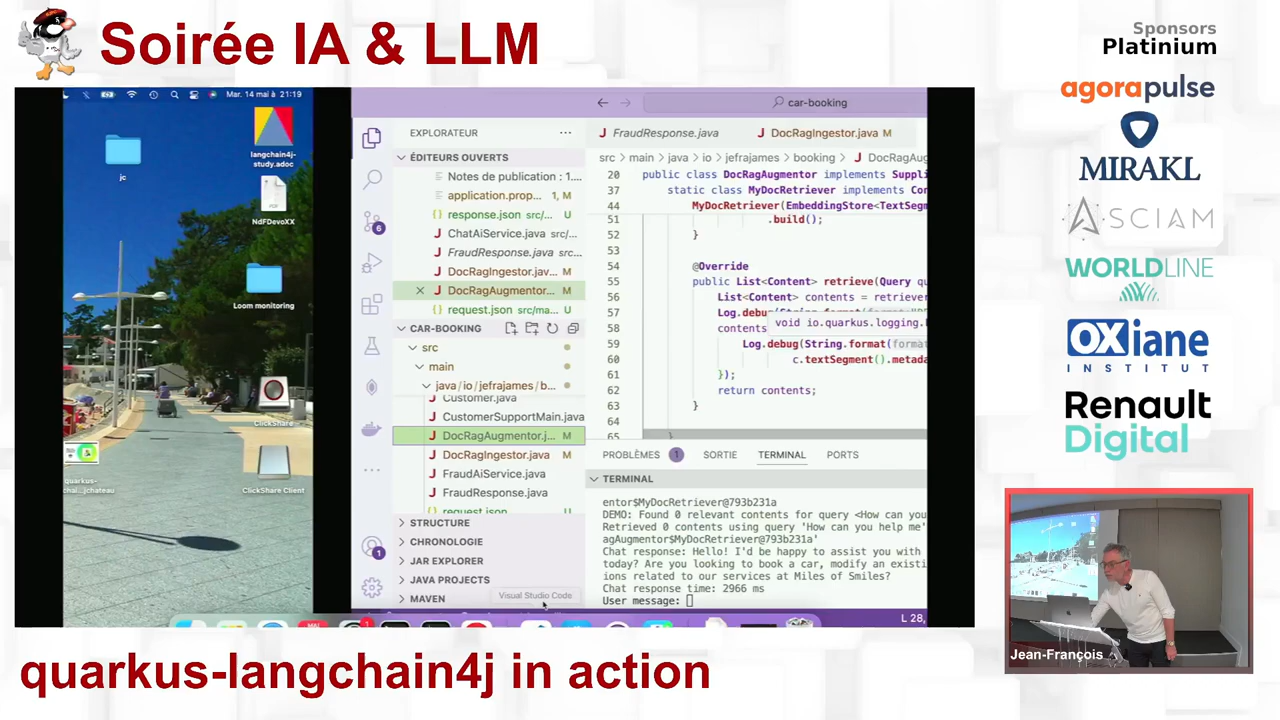 Soirée IA & LLM
Sponsors
Platinium
agorapulse
MIRAKL
ASCIAM
WORLDLINE
OXiane
INSTITUT
Renault
Digital
Mar. 14 mai à 21:19
jc
langchain4j-
study.adoc
NdFDevoXX
Loom monitoring
ClickShare
quarkus-
ClickShare Client
car-booking
EXPLORATEUR
FraudResponse.java
DocRagIngestor.java M
ÉDITEURS OUVERTS
src > main > java > io > jefrajames > booking > DocRagAug
Notes de publication : 1....
application.prop... 1, M
response.json src/... U
ChatAiService.java src/...
FraudResponse.java src...
DocRagIngestor.jav... M
DocRagAugmentor... M
request.json src/ma... U
CAR-BOOKING
src
main
java/io/jefrajames/b...
Customer.java
CustomerSupportMain.java
DocRagAugmentor.j... M
DocRagIngestor.java M
FraudAiService.java
FraudResponse.java
request.json U
STRUCTURE
CHRONOLOGIE
JAR EXPLORER
JAVA PROJECTS
MAVEN
20 public class DocRagAugmentor implements Suppli
37 static class MyDocRetriever implements Con
44 MyDocRetriever(EmbeddingStore<TextSegm
51 .build();
52 }
53
54 @Override
55 public List<Content> retrieve(Query qu
56 List<Content> contents = retriever
57 Log.debu
void io.quarkus.logging.
58 contents
59 Log.debug(String.format(format
60 c.textSegment().metada
61 });
62 return contents;
63 }
64
65
PROBLÈMES 1 SORTIE TERMINAL PORTS
TERMINAL
entor$MyDocRetriever@793b231a
DEMO: Found 0 relevant contents for query <How can you
Retrieved 0 contents using query 'How can you help me'
agAugmentor$MyDocRetriever@793b231a'
Chat response: Hello! I'd be happy to assist you with
today? Are you looking to book a car, modify an existi
ions related to our services at Miles of Smiles?
Chat response time: 2966 ms
User message:
Visual Studio Code
L 28,
Jean-François
quarkus-langchain4j in action